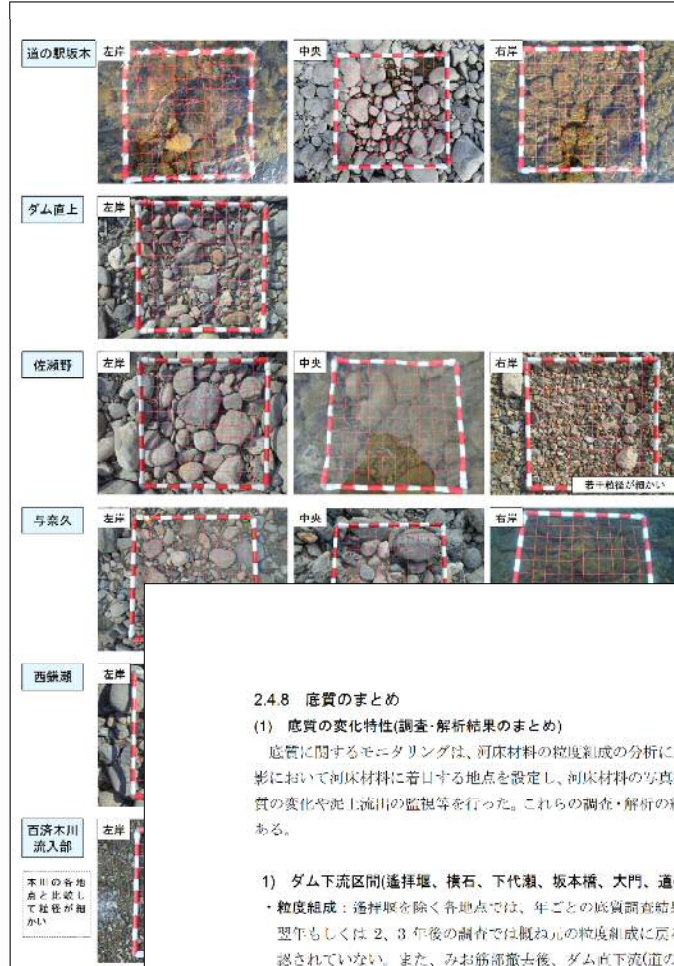 道の駅坂本
左岸
中央
右岸
ダム直上
左岸
佐瀬野
左岸
中央
右岸
若干粒径が細かい
与奈久
左岸
中央
右岸
西鎌瀬
左岸
百済木川
流入部
左岸
本川の各地
点と比較し
て粒径が細
かい
2.4.8 底質のまとめ
(1) 底質の変化特性(調査・解析結果のまとめ)
底質に関するモニタリングは、河床材料の粒度組成の分析に
影において河床材料に着目する地点を設定し、河床材料の写真
質の変化や泥土流出の監視等を行った。これらの調査・解析の
ある。
1) ダム下流区間(遙拝堰、横石、下代瀬、坂本橋、大門、道
・粒度組成：遙拝堰を除く各地点では、年ごとの底質調査結
翌年もしくは 2、3 年後の調査では概ね元の粒度組成に戻
認されていない。また、みお筋部撤去後、ダム直下流(道の